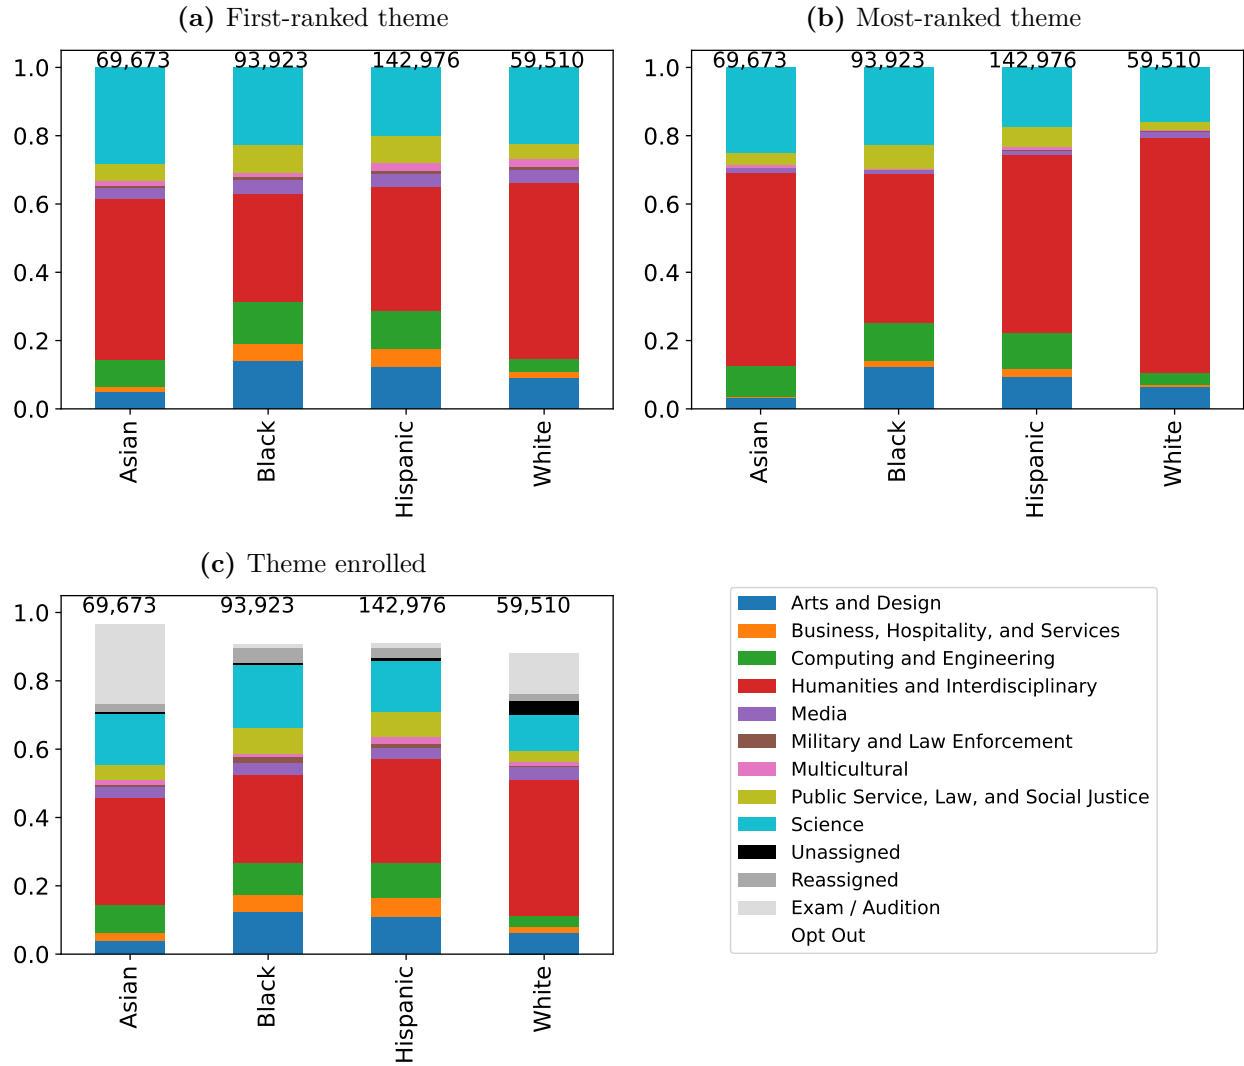 (a) First-ranked theme
69,673 93,923 142,976 59,510
1.0
0.8
0.6
0.4
0.2
0.0
Asian
Black
Hispanic
White
(b) Most-ranked theme
69,673 93,923 142,976 59,510
1.0
0.8
0.6
0.4
0.2
0.0
Asian
Black
Hispanic
White
(c) Theme enrolled
69,673 93,923 142,976 59,510
1.0
0.8
0.6
0.4
0.2
0.0
Asian
Black
Hispanic
White
Arts and Design
Business, Hospitality, and Services
Computing and Engineering
Humanities and Interdisciplinary
Media
Military and Law Enforcement
Multicultural
Public Service, Law, and Social Justice
Science
Unassigned
Reassigned
Exam / Audition
Opt Out